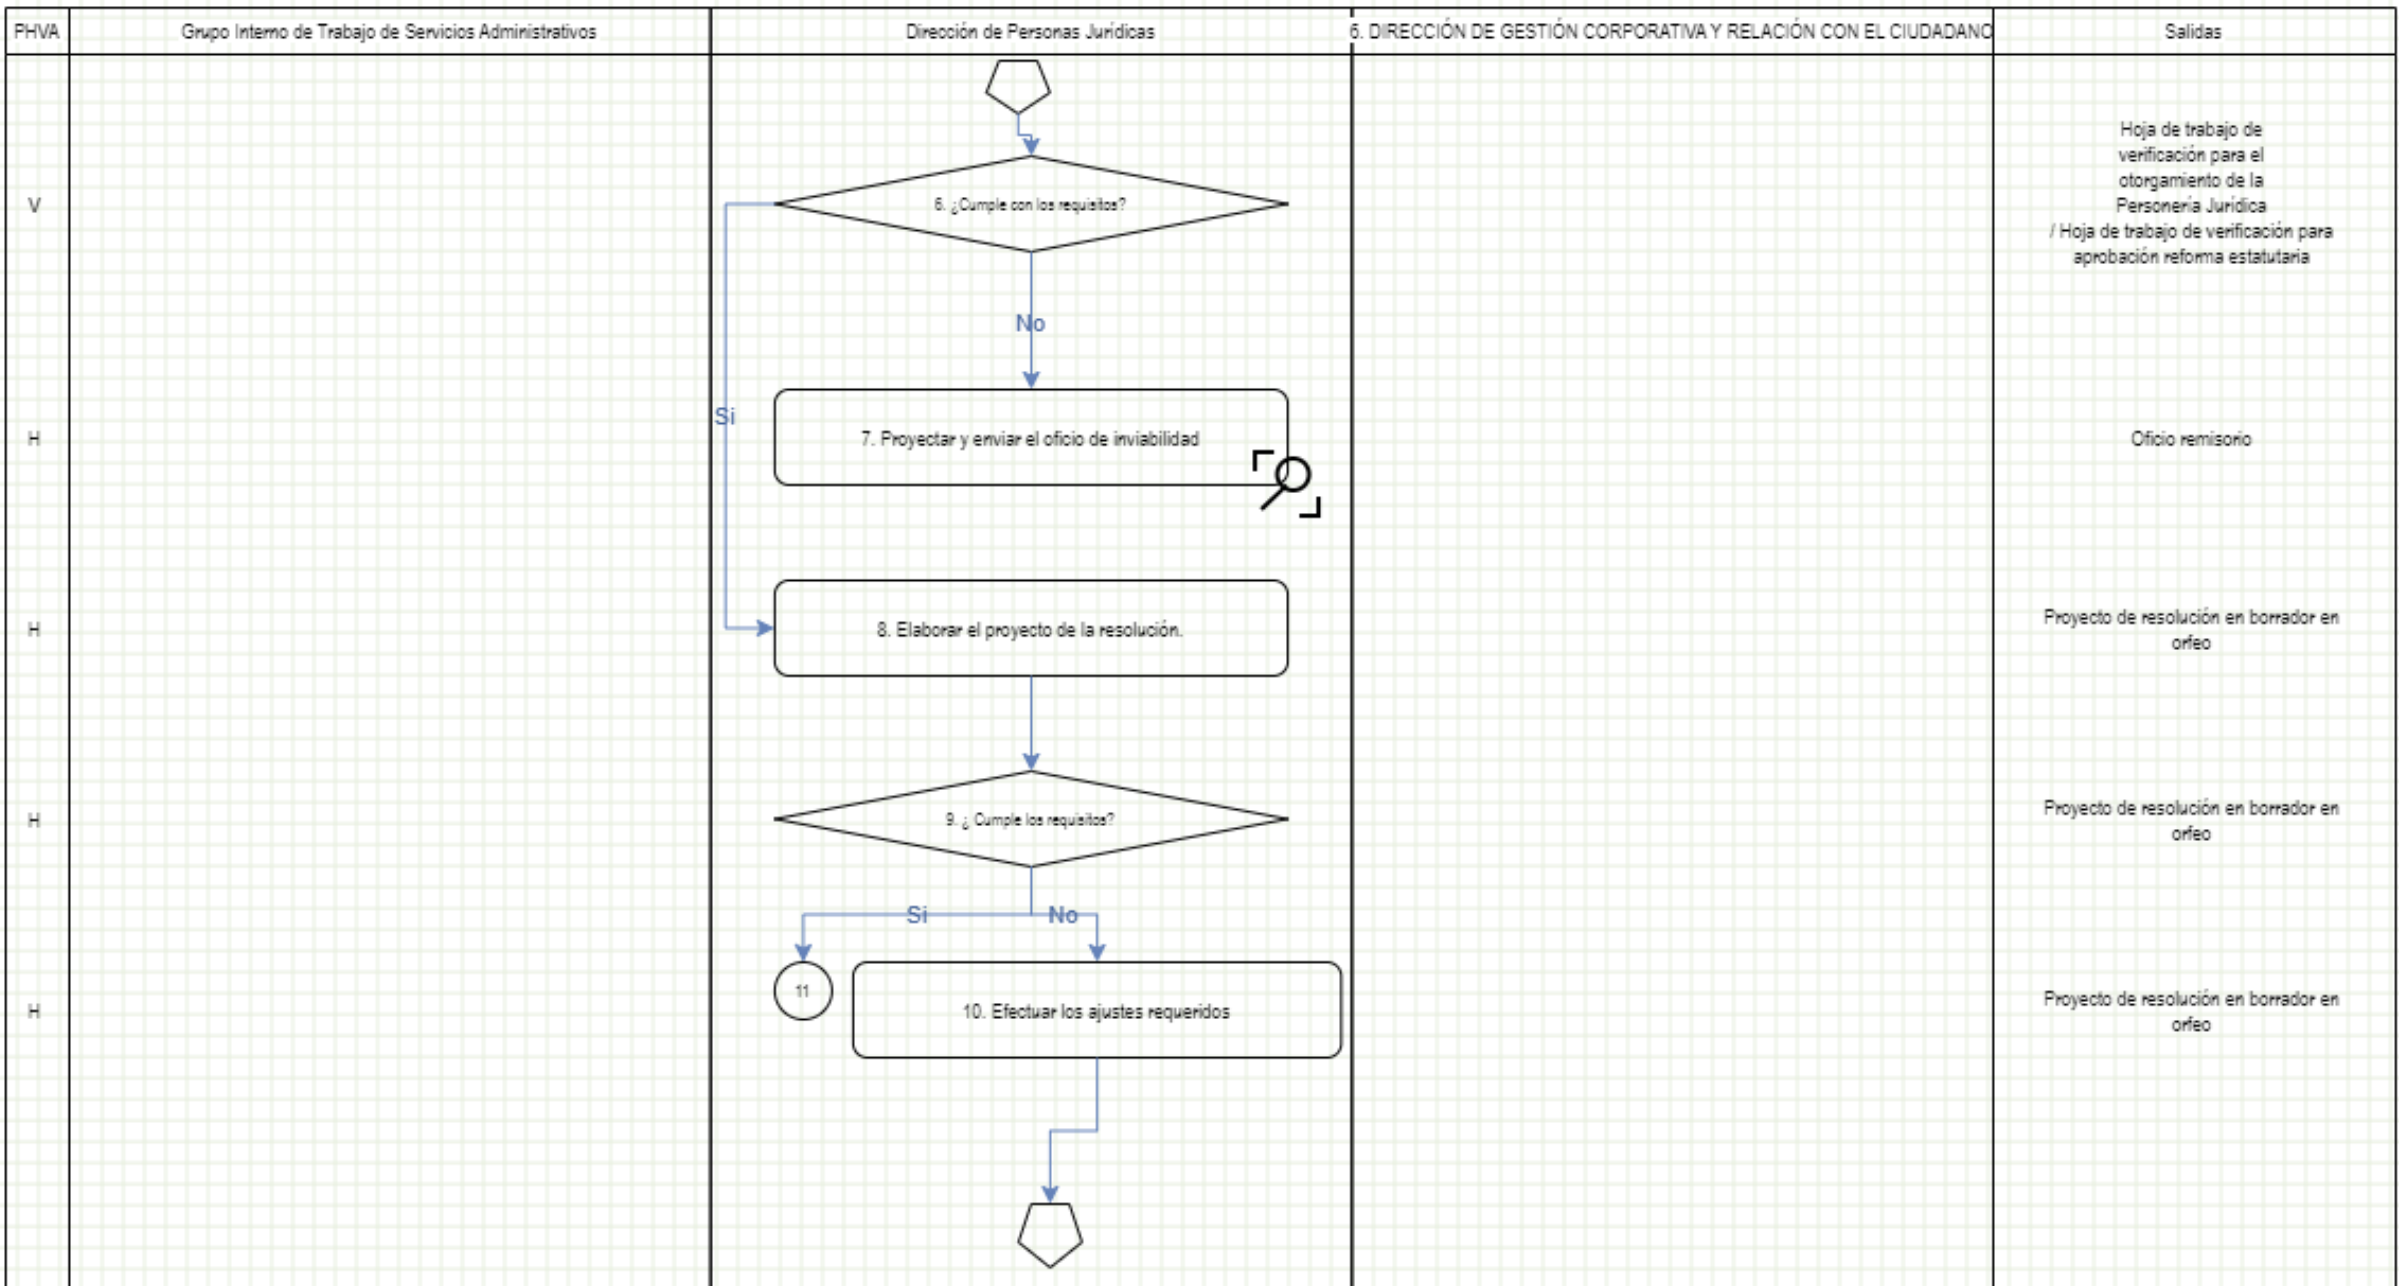 PHVA
Grupo Interno de Trabajo de Servicios Administrativos
Dirección de Personas Jurídicas
6. DIRECCIÓN DE GESTIÓN CORPORATIVA Y RELACIÓN CON EL CIUDADANO
Salidas
V
6. ¿Cumple con los requisitos?
Hoja de trabajo de
verificación para el
otorgamiento de la
Personería Jurídica
/ Hoja de trabajo de verificación para
aprobación reforma estatutaria
No
Si
H
7. Proyectar y enviar el oficio de inviabilidad
Oficio remisorio
H
8. Elaborar el proyecto de la resolución.
Proyecto de resolución en borrador en
orfeo
H
9. ¿ Cumple los requisitos?
Proyecto de resolución en borrador en
orfeo
Si
No
H
11
10. Efectuar los ajustes requeridos
Proyecto de resolución en borrador en
orfeo